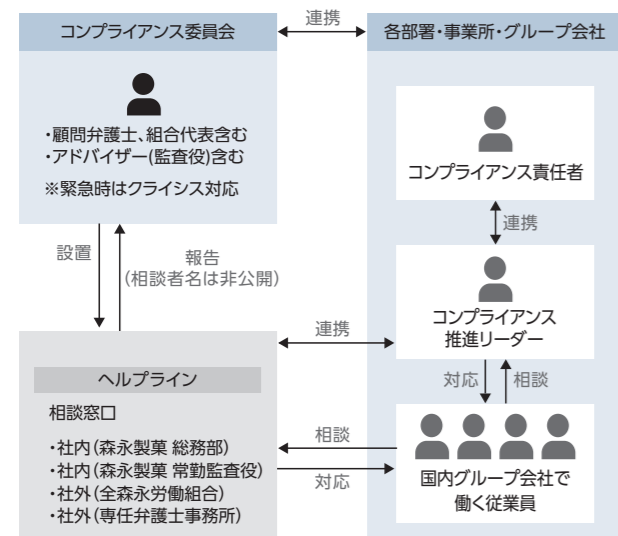 コンプライアンス委員会
・顧問弁護士、組合代表含む
・アドバイザー(監査役)含む
※緊急時はクライシス対応
連携
各部署・事業所・グループ会社
コンプライアンス責任者
連携
コンプライアンス
推進リーダー
対応
相談
国内グループ会社で
働く従業員
設置
報告
(相談者名は非公開)
連携
ヘルプライン
相談窓口
・社内(森永製菓 総務部)
・社内(森永製菓 常勤監査役)
・社外(全森永労働組合)
・社外(専任弁護士事務所)
相談
対応